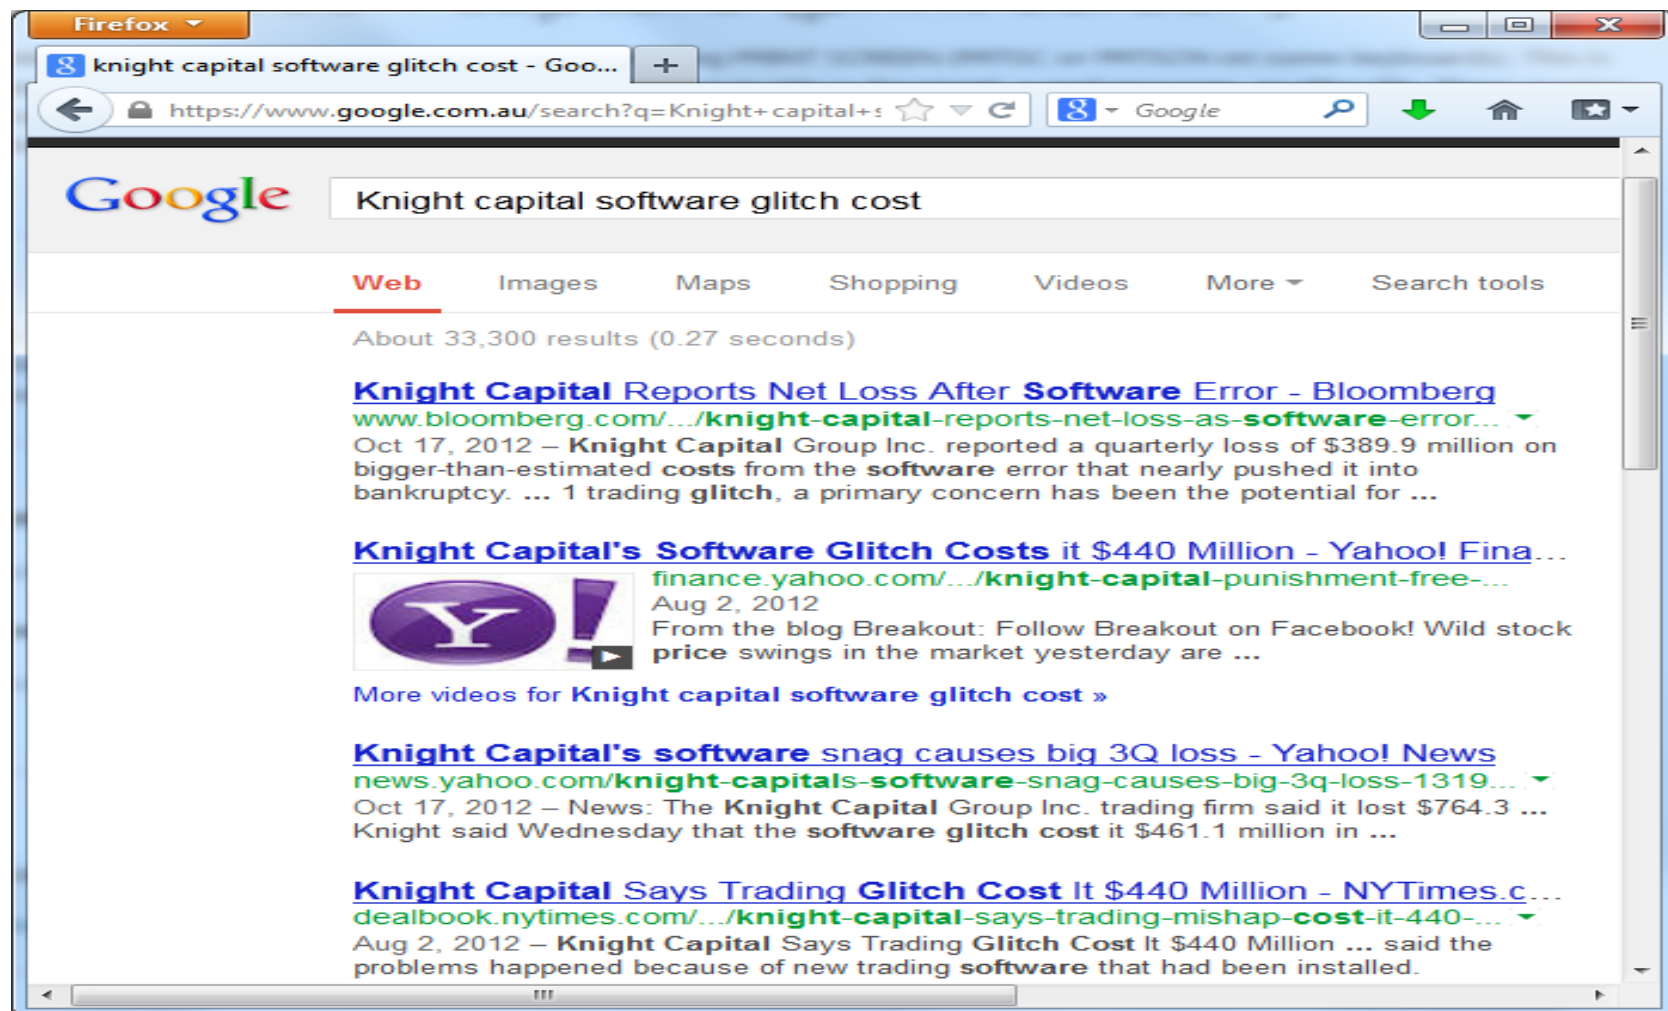 Firefox
knight capital software glitch cost - Goo...
https://www.google.com.au/search?q=Knight+capital+s
Google
Google
Knight capital software glitch cost
Web Images Maps Shopping Videos More Search tools
About 33,300 results (0.27 seconds)
Knight Capital Reports Net Loss After Software Error - Bloomberg
www.bloomberg.com/.../knight-capital-reports-net-loss-as-software-error...
Oct 17, 2012 – Knight Capital Group Inc. reported a quarterly loss of $389.9 million on
bigger-than-estimated costs from the software error that nearly pushed it into
bankruptcy. ... 1 trading glitch, a primary concern has been the potential for ...
Knight Capital's Software Glitch Costs it $440 Million - Yahoo! Fina...
Y!
finance.yahoo.com/.../knight-capital-punishment-free-...
Aug 2, 2012
From the blog Breakout: Follow Breakout on Facebook! Wild stock
price swings in the market yesterday are ...
More videos for Knight capital software glitch cost »
Knight Capital's software snag causes big 3Q loss - Yahoo! News
news.yahoo.com/knight-capitals-software-snag-causes-big-3q-loss-1319...
Oct 17, 2012 – News: The Knight Capital Group Inc. trading firm said it lost $764.3 ...
Knight said Wednesday that the software glitch cost it $461.1 million in ...
Knight Capital Says Trading Glitch Cost It $440 Million - NYTimes.c...
dealbook.nytimes.com/.../knight-capital-says-trading-mishap-cost-it-440-...
Aug 2, 2012 – Knight Capital Says Trading Glitch Cost It $440 Million ... said the
problems happened because of new trading software that had been installed.